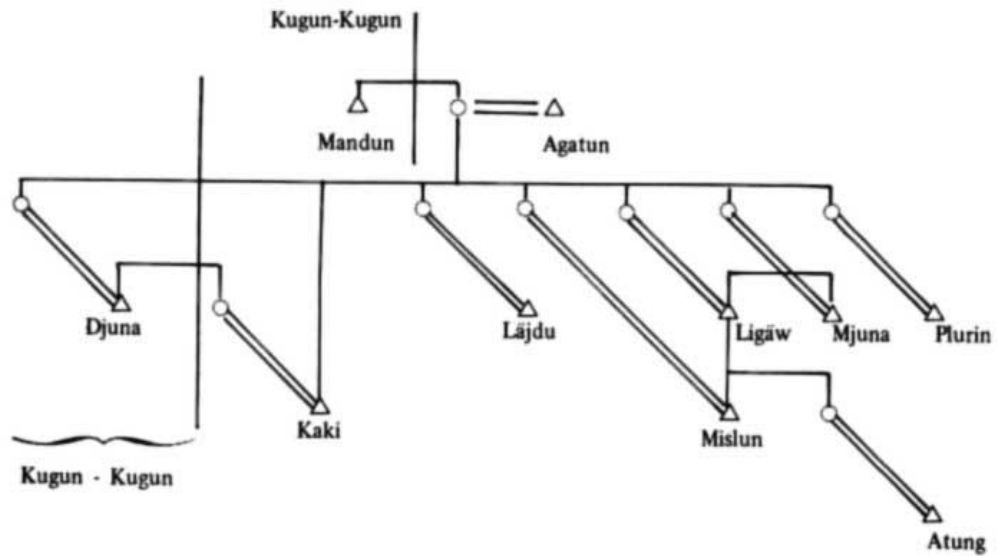 Kugun-Kugun
Mandun
Agatun
Djuna
Läjdu
Ligäw
Mjuna
Plurin
Kaki
Mislun
Kugun - Kugun
Atung